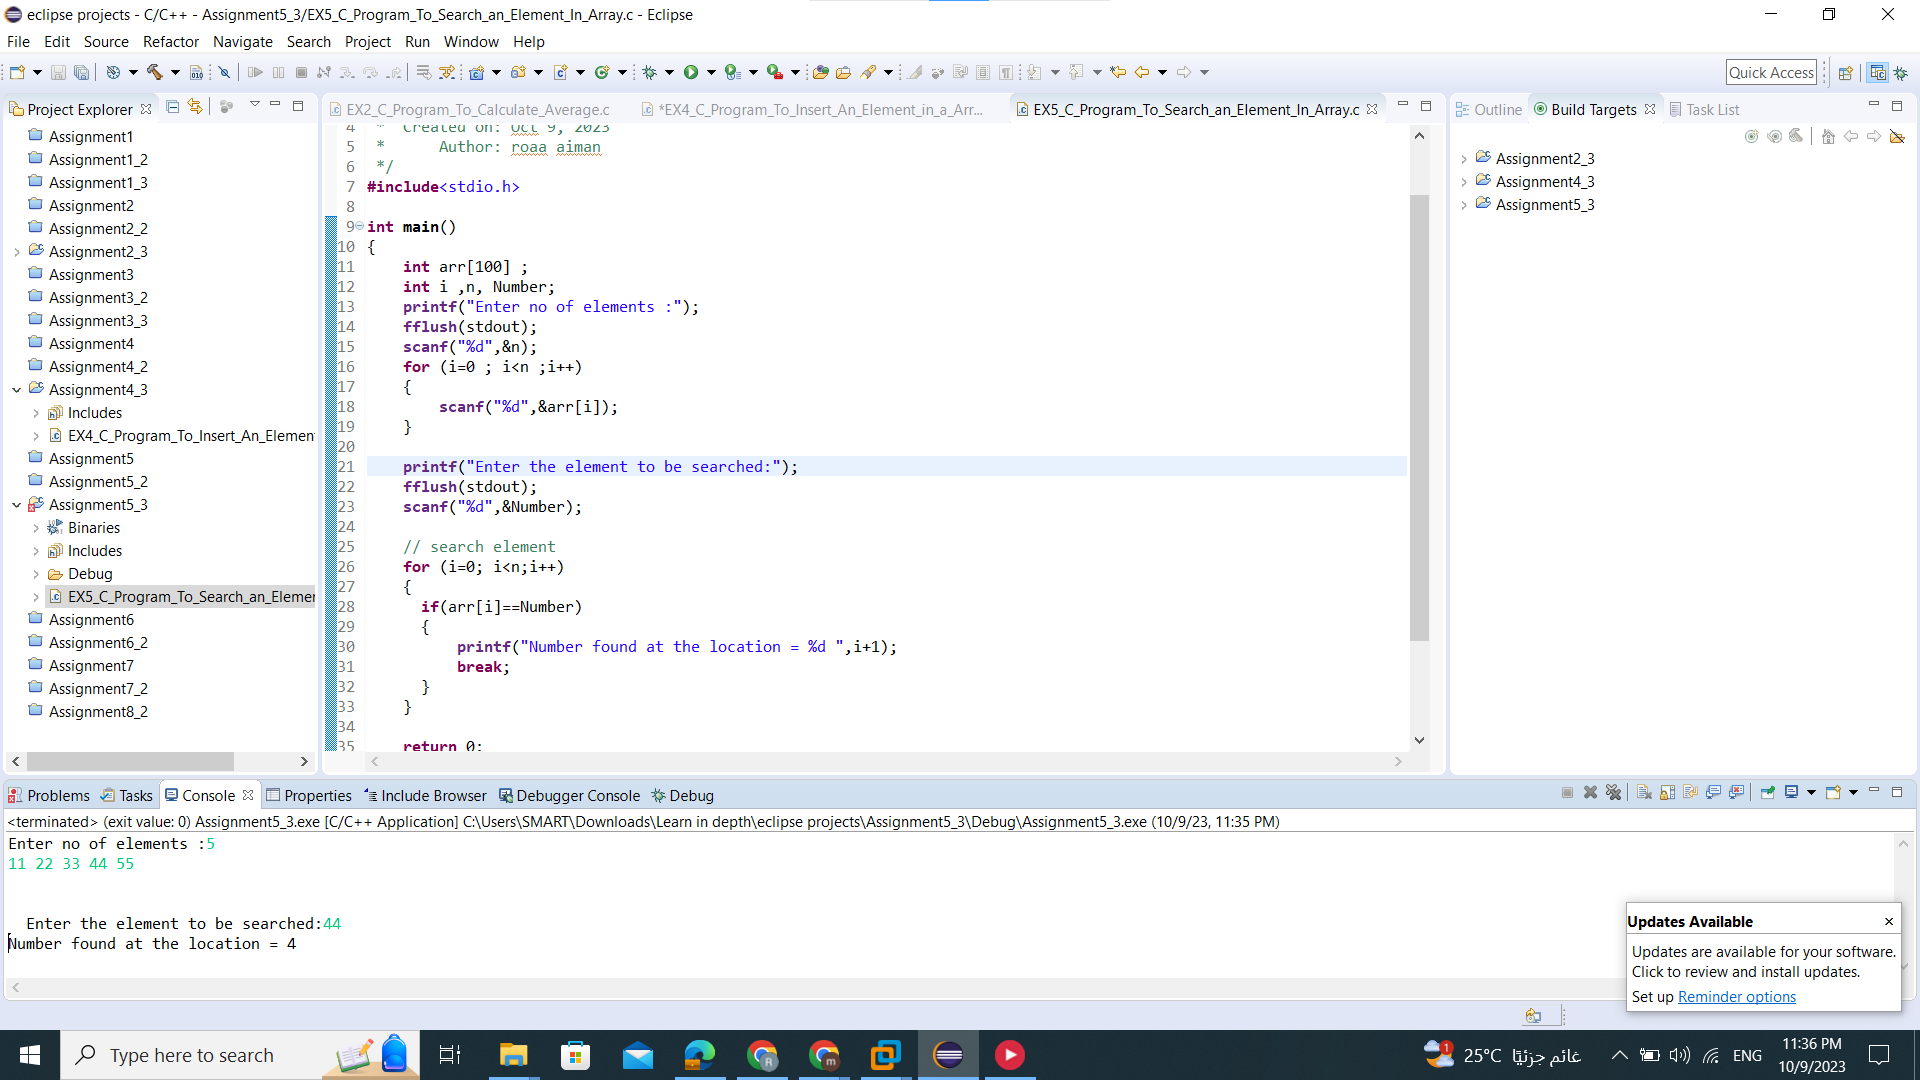 eclipse projects - C/C++ - Assignment5_3/EX5_C_Program_To_Search_an_Element_In_Array.c - Eclipse
File Edit Source Refactor Navigate Search Project Run Window Help
Quick Access
Project Explorer
Assignment1
Assignment1_2
Assignment1_3
Assignment2
Assignment2_2
Assignment2_3
Assignment3
Assignment3_2
Assignment3_3
Assignment4
Assignment4_2
Assignment4_3
Includes
EX4_C_Program_To_Insert_An_Elemen
Assignment5
Assignment5_2
Assignment5_3
Binaries
Includes
Debug
EX5_C_Program_To_Search_an_Elemer
Assignment6
Assignment6_2
Assignment7
Assignment7_2
Assignment8_2
EX2_C_Program_To_Calculate_Average.c *EX4_C_Program_To_Insert_An_Element_in_a_Arr... EX5_C_Program_To_Search_an_Element_In_Array.c
4 * Created on: Oct 9, 2023
5 * Author: roaa aiman
6 */
7 #include<stdio.h>
8
9 int main()
10 {
11 int arr[100] ;
12 int i ,n, Number;
13 printf("Enter no of elements :");
14 fflush(stdout);
15 scanf("%d",&n);
16 for (i=0 ; i<n ;i++)
17 {
18 scanf("%d",&arr[i]);
19 }
20
21 printf("Enter the element to be searched:");
22 fflush(stdout);
23 scanf("%d",&Number);
24
25 // search element
26 for (i=0; i<n;i++)
27 {
28 if(arr[i]==Number)
29 {
30 printf("Number found at the location = %d ",i+1);
31 break;
32 }
33 }
34
35 return 0;
Outline Build Targets Task List
Assignment2_3
Assignment4_3
Assignment5_3
Problems Tasks Console Properties Include Browser Debugger Console Debug
<terminated> (exit value: 0) Assignment5_3.exe [C/C++ Application] C:\Users\SMART\Downloads\Learn in depth\eclipse projects\Assignment5_3\Debug\Assignment5_3.exe (10/9/23, 11:35 PM)
Enter no of elements :5
11 22 33 44 55
Enter the element to be searched:44
Number found at the location = 4
Updates Available
Updates are available for your software.
Click to review and install updates.
Set up Reminder options
Type here to search
1
25°C غائم جزئيًا
ENG
11:36 PM
10/9/2023